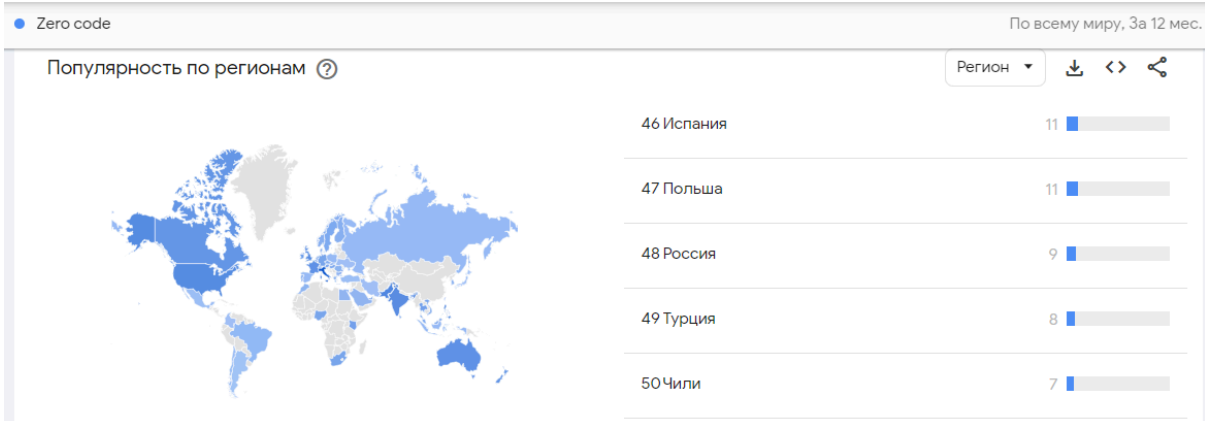 Zero code
По всему миру, За 12 мес.
Популярность по регионам
Регион
46 Испания 11
47 Польша 11
48 Россия 9
49 Турция 8
50 Чили 7